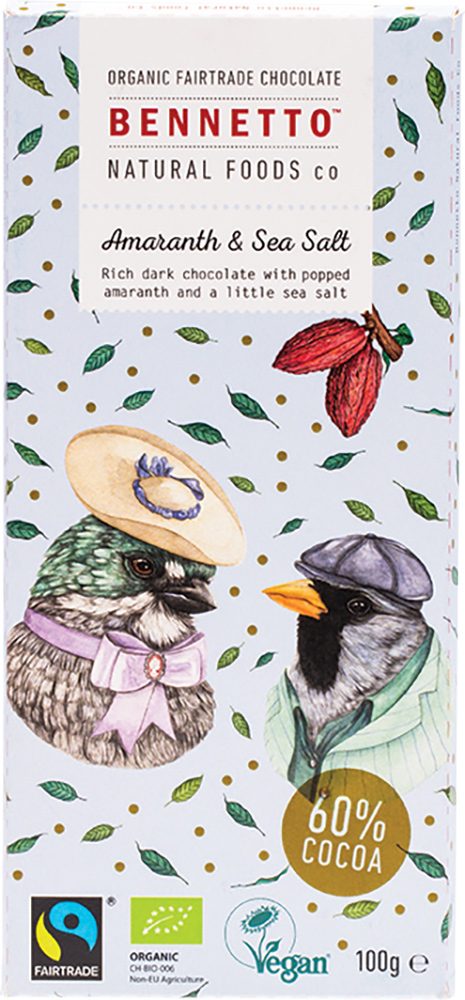 ORGANIC FAIRTRADE CHOCOLATE
BENNETTO™
NATURAL FOODS co
Amaranth & Sea Salt
Rich dark chocolate with popped
amaranth and a little sea salt
60%
COCOA
FAIRTRADE
®
ORGANIC
CH-BIO-006
Non-EU Agriculture
Vegan
100g ℮